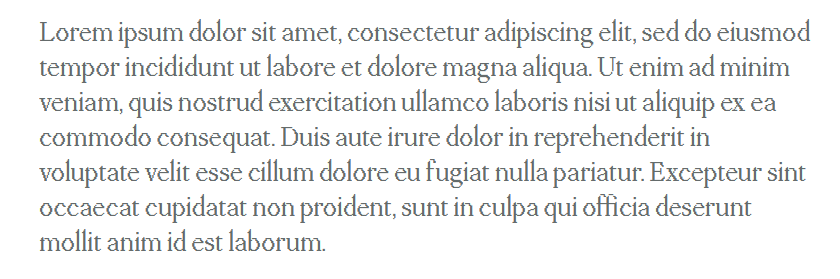 Lorem ipsum dolor sit amet, consectetur adipiscing elit, sed do eiusmod
tempor incididunt ut labore et dolore magna aliqua. Ut enim ad minim
veniam, quis nostrud exercitation ullamco laboris nisi ut aliquip ex ea
commodo consequat. Duis aute irure dolor in reprehenderit in
voluptate velit esse cillum dolore eu fugiat nulla pariatur. Excepteur sint
occaecat cupidatat non proident, sunt in culpa qui officia deserunt
mollit anim id est laborum.